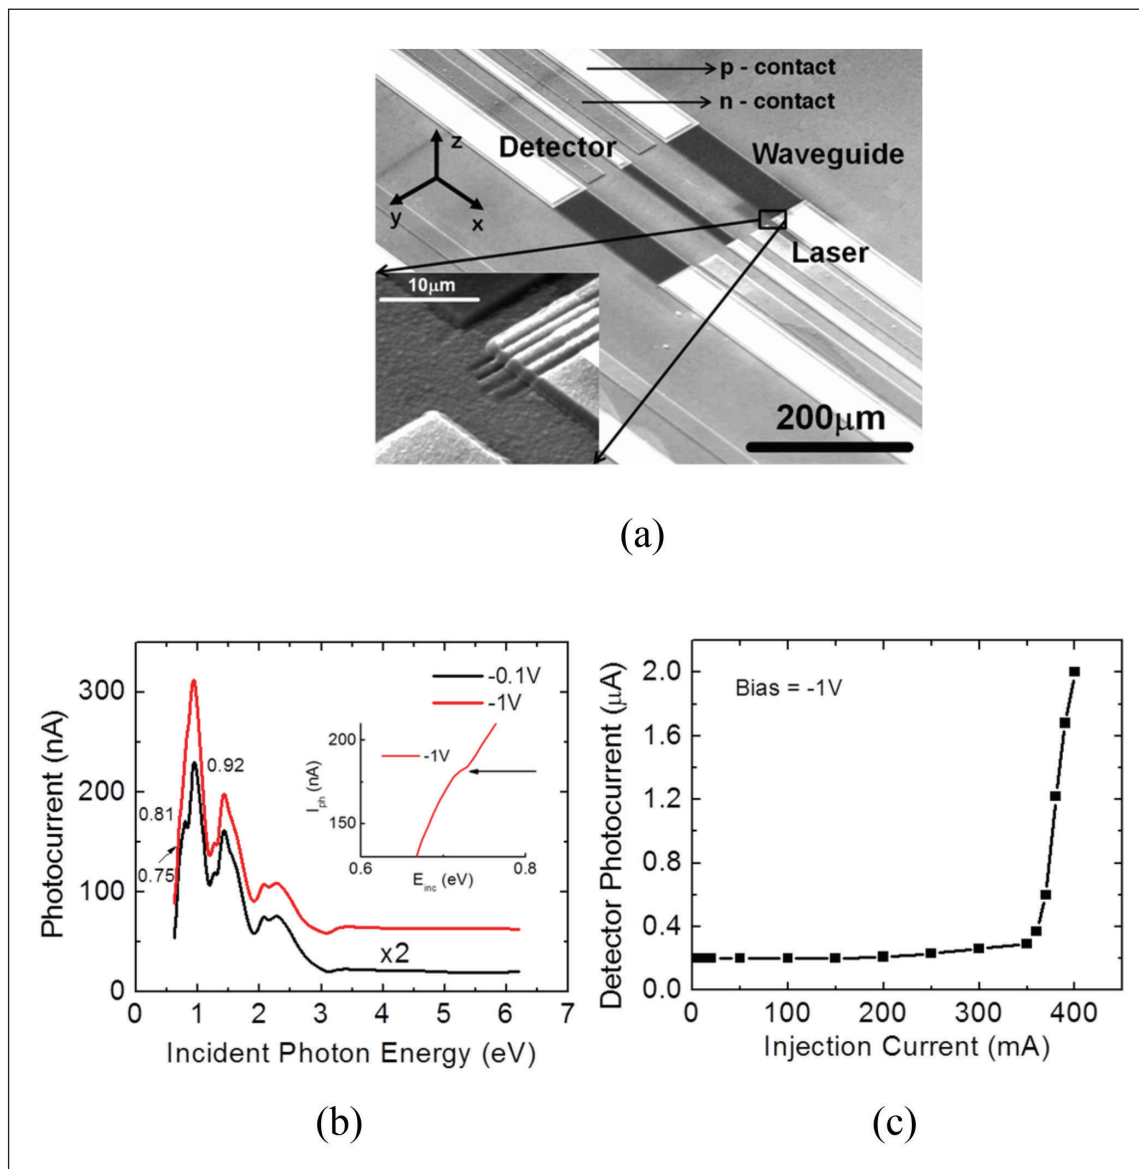 p - contact
n - contact
Detector
Waveguide
z
y
x
Laser
10μm
200μm
(a)
Photocurrent (nA)
300
200
100
0
0 1 2 3 4 5 6 7
Incident Photon Energy (eV)
-0.1V
-1V
0.92
0.81
0.75
x2
I_ph (nA)
200
150
-1V
0.6 0.8
E_inc (eV)
(b)
Detector Photocurrent (μA)
2.0
1.6
1.2
0.8
0.4
0.0
Bias = -1V
0 100 200 300 400
Injection Current (mA)
(c)